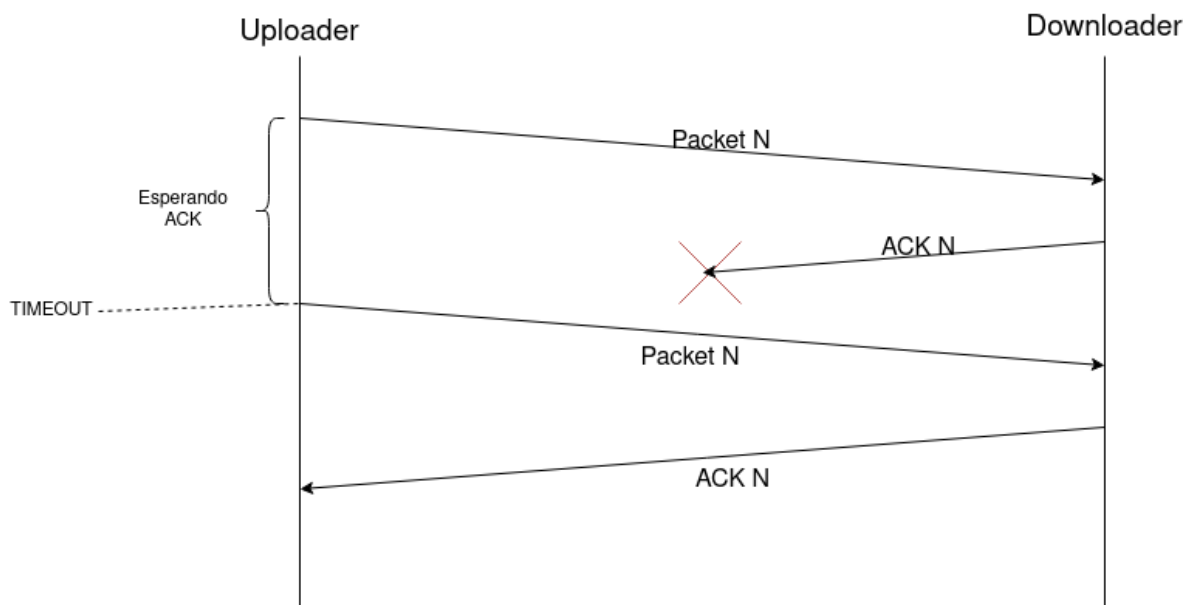 Uploader
Downloader
Packet N
Esperando
ACK
ACK N
TIMEOUT
Packet N
ACK N